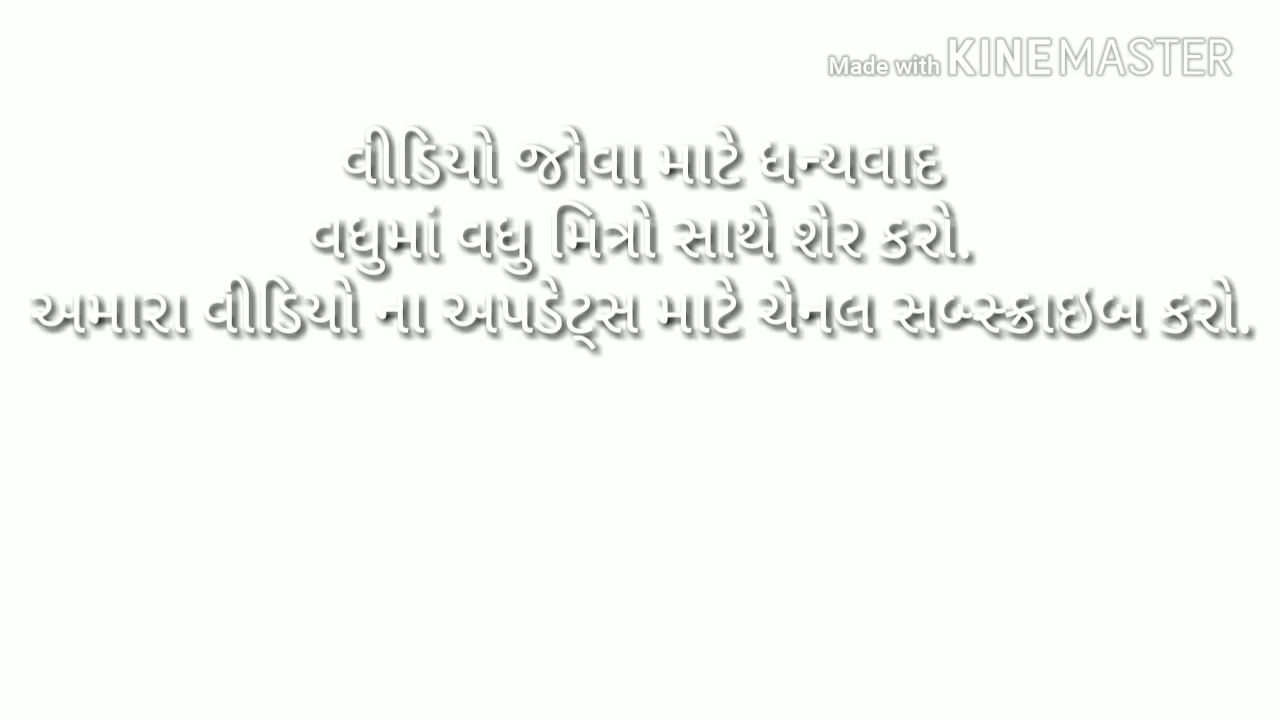 Made with KINEMASTER
વીડિયો જોવા માટે ધન્યવાદ
વધુમાં વધુ મિત્રો સાથે શેર કરો.
અમારા વીડિયો ના અપડેટ્સ માટે ચેનલ સબ્સ્ક્રાઇબ કરો.